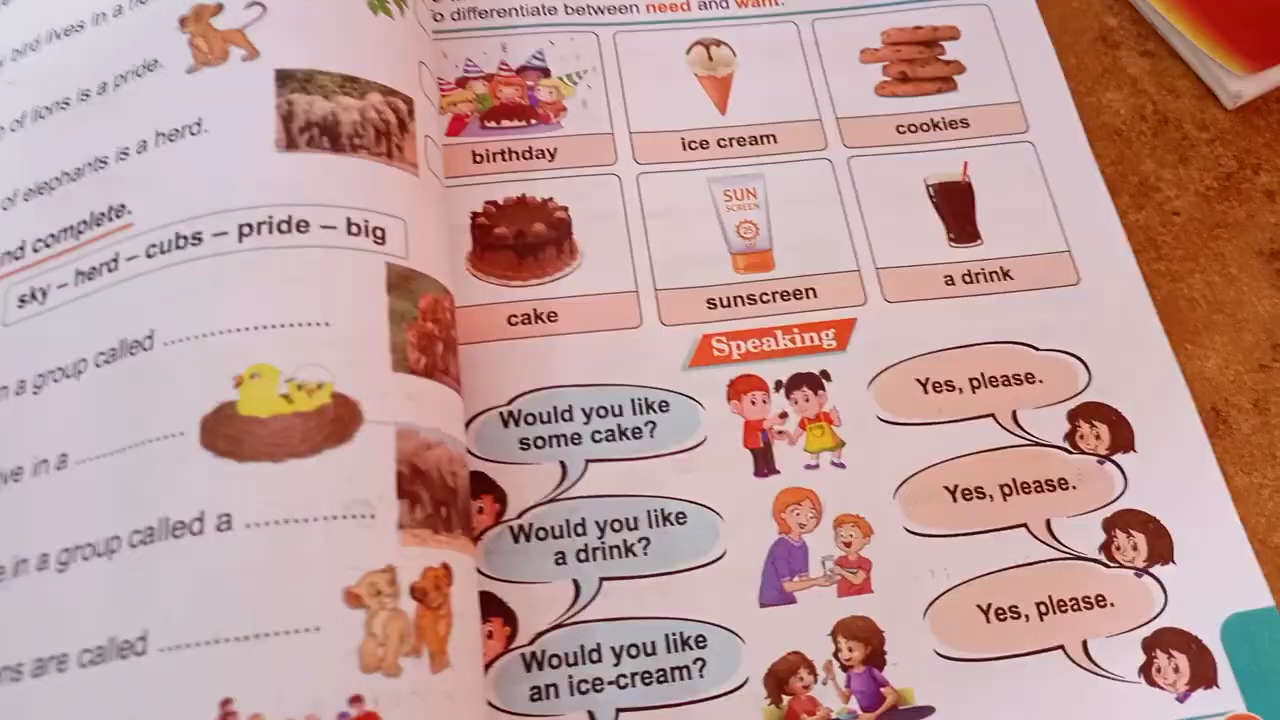 bird lives in a
of lions is a pride.
of elephants is a herd.
nd complete.
sky – herd – cubs – pride – big
a group called ....................
ve in a ....................
in a group called a ....................
ns are called ....................
o differentiate between need and want.
birthday
ice cream
cookies
cake
SUN
SCREEN
25
sunscreen
a drink
Speaking
Would you like
some cake?
Yes, please.
Would you like
a drink?
Yes, please.
Would you like
an ice-cream?
Yes, please.